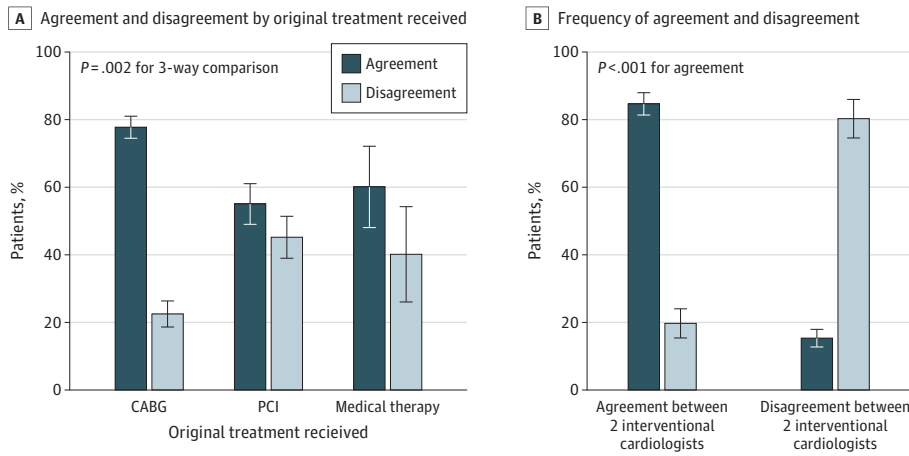 A Agreement and disagreement by original treatment received
100
80
60
40
20
0
Patients, %
P = .002 for 3-way comparison
Agreement
Disagreement
CABG
PCI
Medical therapy
Original treatment recieived
B Frequency of agreement and disagreement
100
80
60
40
20
0
Patients, %
P <.001 for agreement
Agreement between
2 interventional
cardiologists
Disagreement between
2 interventional
cardiologists